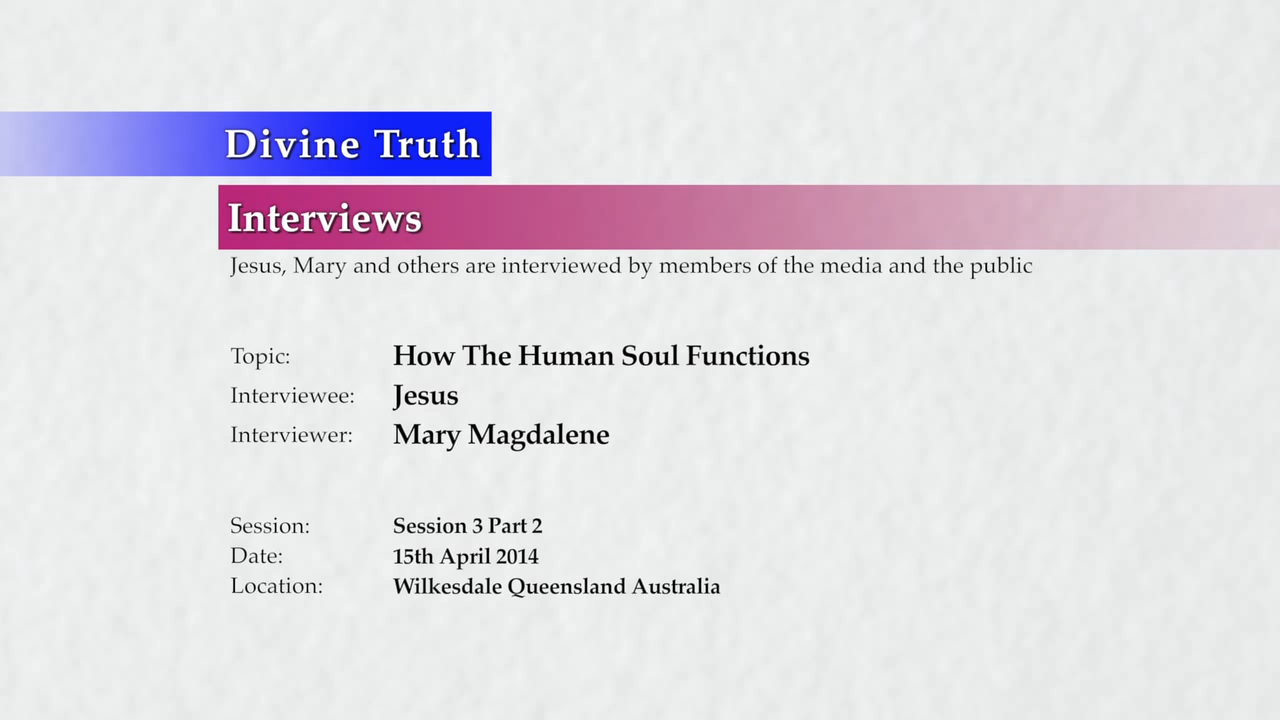 Divine Truth
Interviews
Jesus, Mary and others are interviewed by members of the media and the public
Topic: How The Human Soul Functions
Interviewee: Jesus
Interviewer: Mary Magdalene
Session: Session 3 Part 2
Date: 15th April 2014
Location: Wilkesdale Queensland Australia